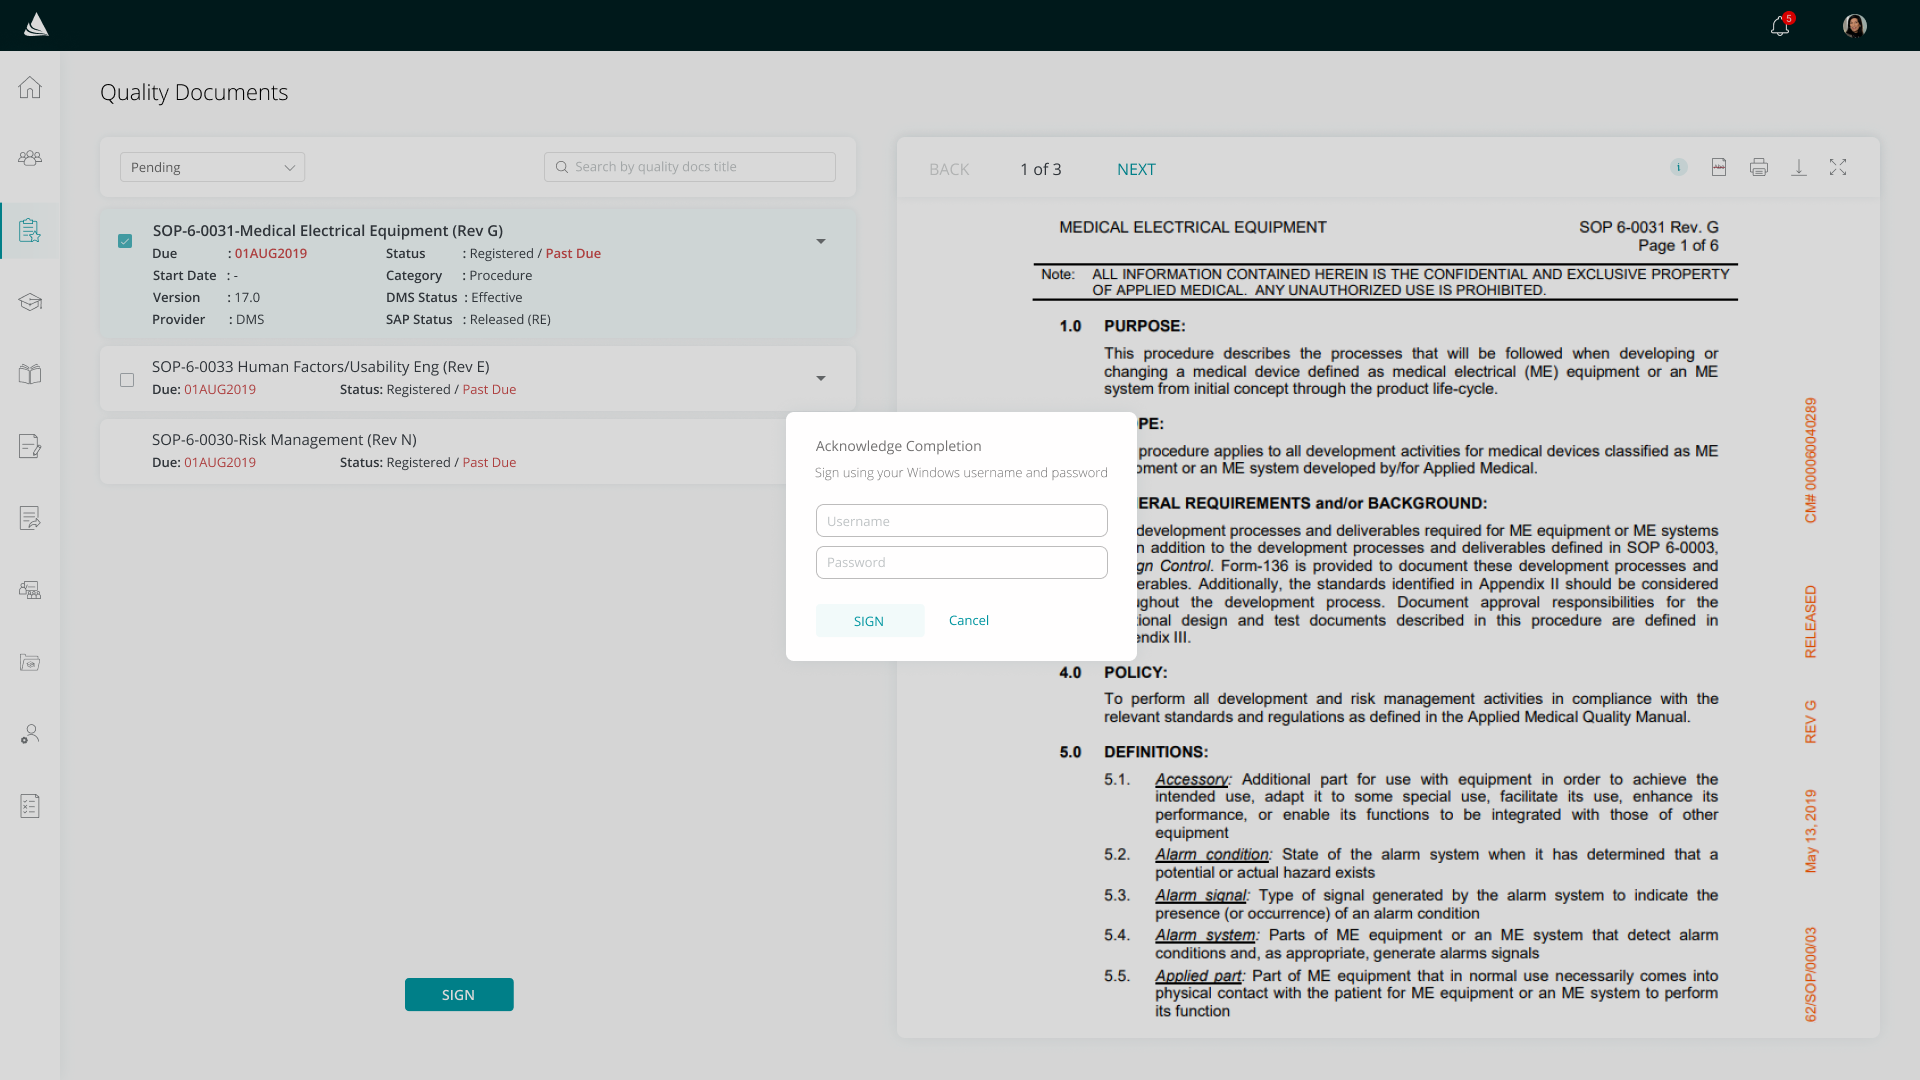 5
Quality Documents
Pending
Search by quality docs title
SOP-6-0031-Medical Electrical Equipment (Rev G)
Due : 01AUG2019 Status : Registered / Past Due
Start Date : - Category : Procedure
Version : 17.0 DMS Status : Effective
Provider : DMS SAP Status : Released (RE)
SOP-6-0033 Human Factors/Usability Eng (Rev E)
Due: 01AUG2019 Status: Registered / Past Due
SOP-6-0030-Risk Management (Rev N)
Due: 01AUG2019 Status: Registered / Past Due
SIGN
Acknowledge Completion
Sign using your Windows username and password
Username
Password
SIGN Cancel
BACK 1 of 3 NEXT
i
MEDICAL ELECTRICAL EQUIPMENT SOP 6-0031 Rev. G
Page 1 of 6
Note: ALL INFORMATION CONTAINED HEREIN IS THE CONFIDENTIAL AND EXCLUSIVE PROPERTY
OF APPLIED MEDICAL. ANY UNAUTHORIZED USE IS PROHIBITED.
1.0 PURPOSE:
This procedure describes the processes that will be followed when developing or
changing a medical device defined as medical electrical (ME) equipment or an ME
system from initial concept through the product life-cycle.
PE:
procedure applies to all development activities for medical devices classified as ME
pment or an ME system developed by/for Applied Medical.
ERAL REQUIREMENTS and/or BACKGROUND:
development processes and deliverables required for ME equipment or ME systems
n addition to the development processes and deliverables defined in SOP 6-0003,
gn Control. Form-136 is provided to document these development processes and
erables. Additionally, the standards identified in Appendix II should be considered
ughout the development process. Document approval responsibilities for the
ional design and test documents described in this procedure are defined in
endix III.
4.0 POLICY:
To perform all development and risk management activities in compliance with the
relevant standards and regulations as defined in the Applied Medical Quality Manual.
5.0 DEFINITIONS:
5.1. Accessory: Additional part for use with equipment in order to achieve the
intended use, adapt it to some special use, facilitate its use, enhance its
performance, or enable its functions to be integrated with those of other
equipment
5.2. Alarm condition: State of the alarm system when it has determined that a
potential or actual hazard exists
5.3. Alarm signal: Type of signal generated by the alarm system to indicate the
presence (or occurrence) of an alarm condition
5.4. Alarm system: Parts of ME equipment or an ME system that detect alarm
conditions and, as appropriate, generate alarms signals
5.5. Applied part: Part of ME equipment that in normal use necessarily comes into
physical contact with the patient for ME equipment or an ME system to perform
its function
62/SOP/000/03 May 13, 2019 REV G RELEASED CM# 000060040289